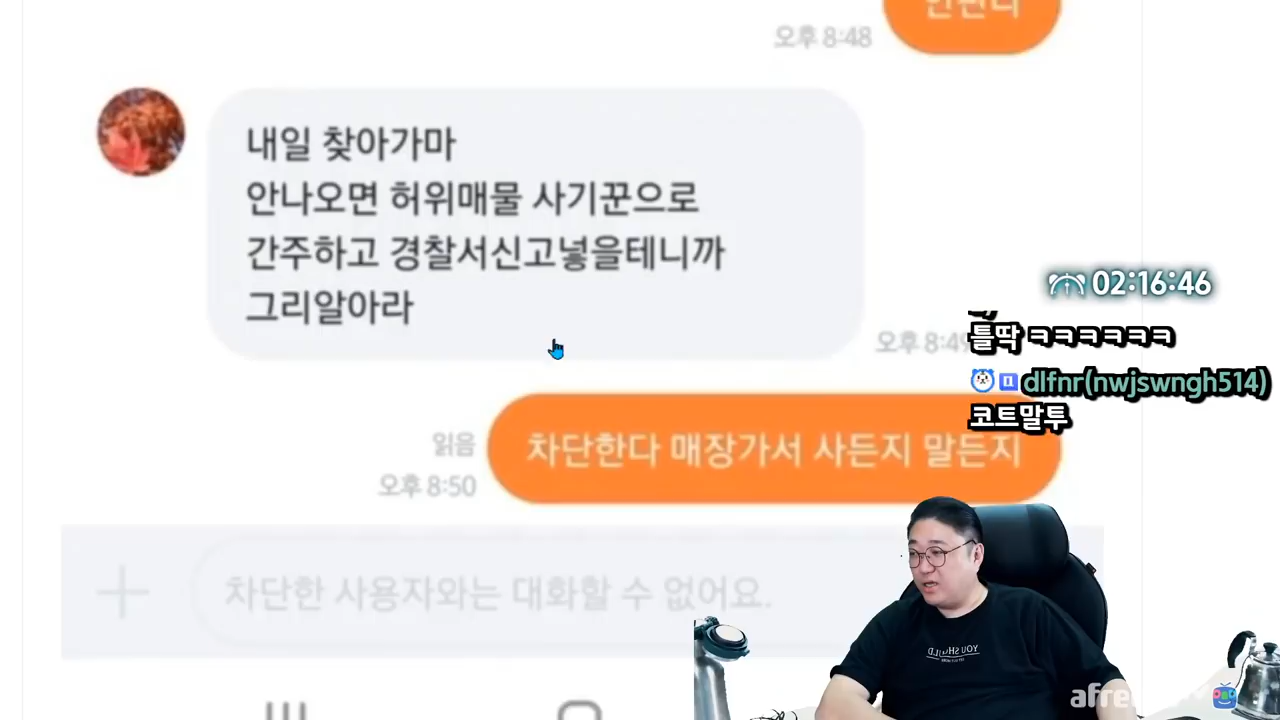 안판다
오후 8:48
내일 찾아가마
안나오면 허위매물 사기꾼으로
간주하고 경찰서신고넣을테니까
그리알아라
오후 8:49
02:16:46
틀딱 ㅋㅋㅋㅋㅋㅋ
dlfnr(nwjswngh514)
코트말투
읽음
오후 8:50
차단한다 매장가서 사든지 말든지
차단한 사용자와는 대화할 수 없어요.